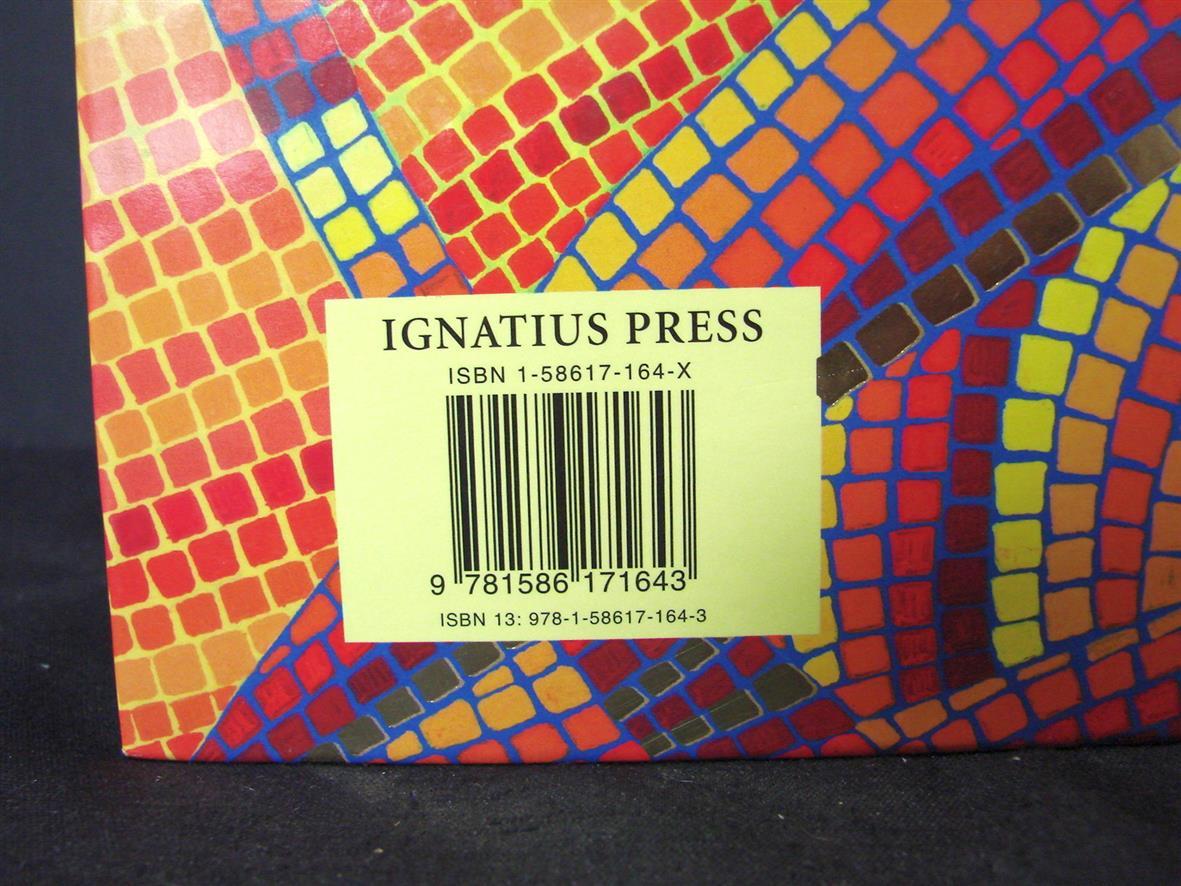 IGNATIUS PRESS
ISBN 1-58617-164-X
9 781586 171643
ISBN 13: 978-1-58617-164-3